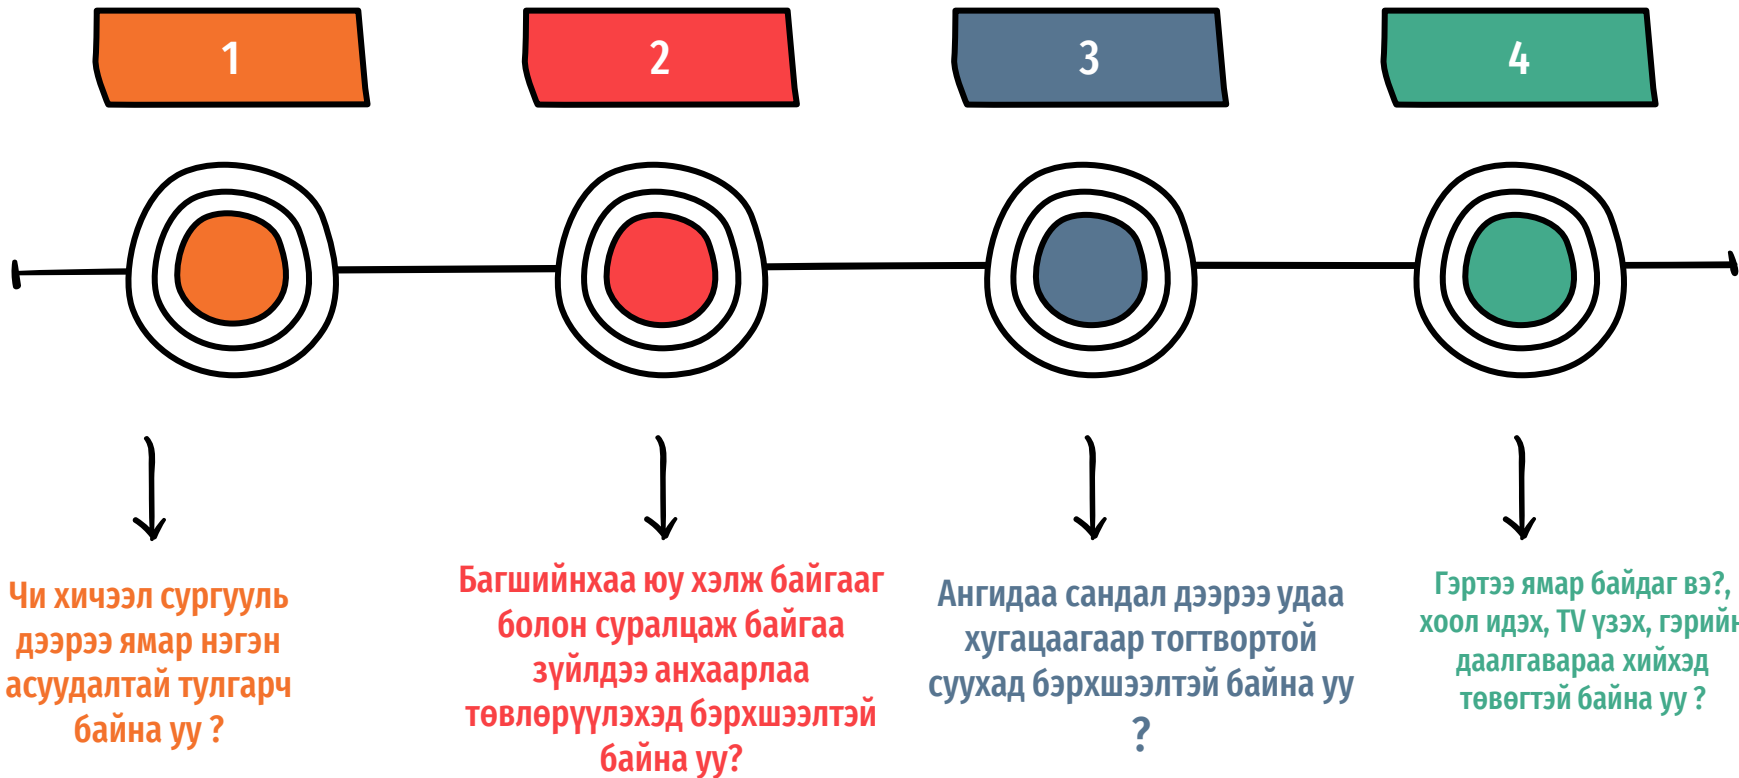 1
2
3
4
Чи хичээл сургууль
дээрээ ямар нэгэн
асуудалтай тулгарч
байна уу ?
Багшийнхаа юу хэлж байгааг
болон суралцаж байгаа
зүйлдээ анхаарлаа
төвлөрүүлэхэд бэрхшээлтэй
байна уу?
Ангидаа сандал дээрээ удаа
хугацаагаар тогтвортой
суухад бэрхшээлтэй байна уу
?
Гэртээ ямар байдаг вэ?,
хоол идэх, TV үзэх, гэрийн
даалгавараа хийхэд
төвөгтэй байна уу ?